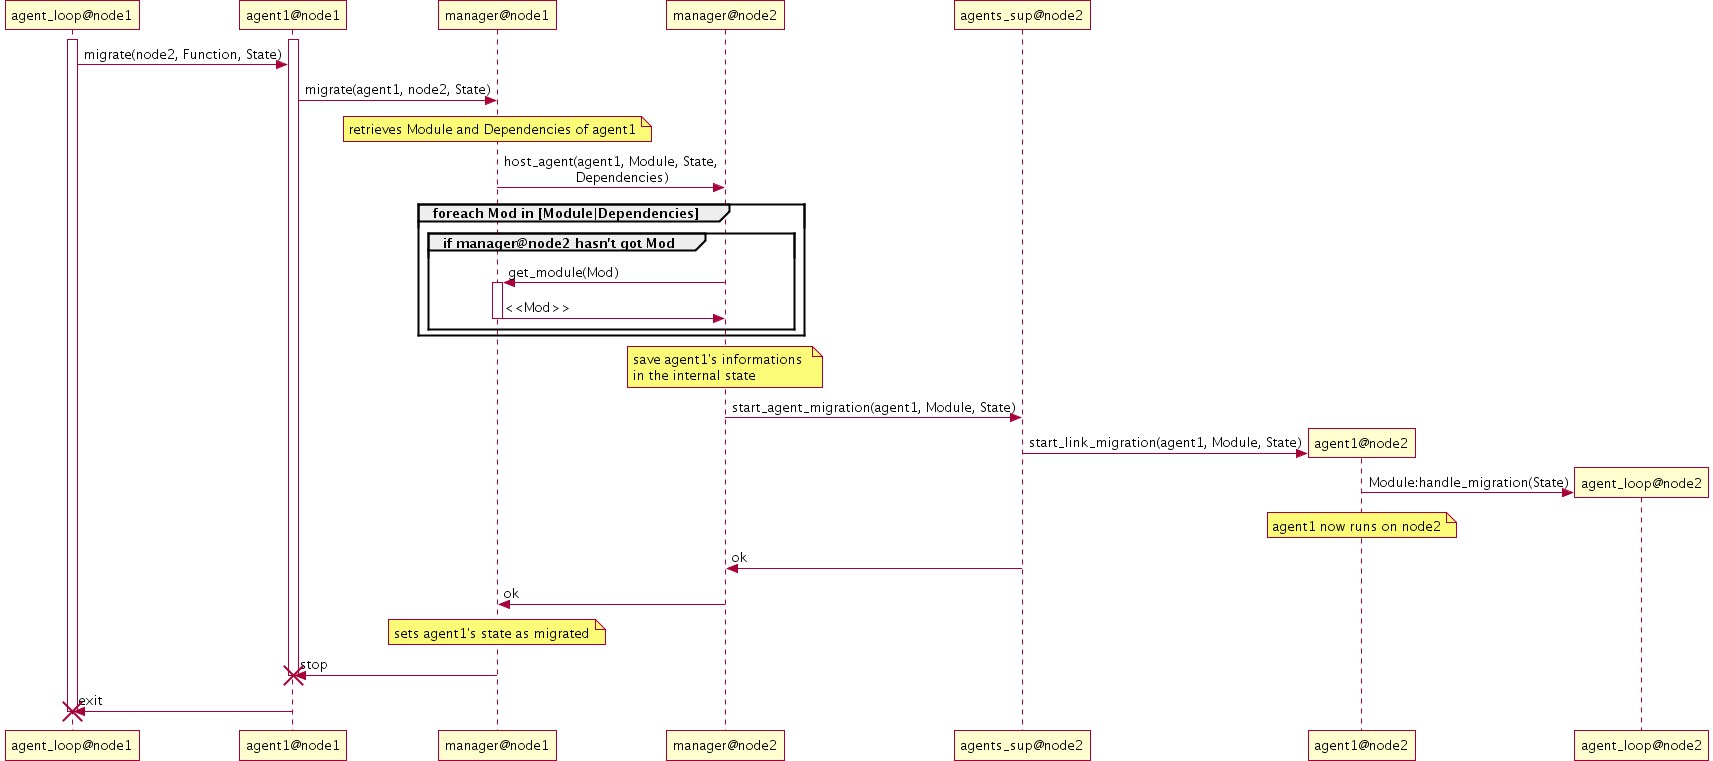 agent_loop@node1
agent1@node1
manager@node1
manager@node2
agents_sup@node2
migrate(node2, Function, State)
migrate(agent1, node2, State)
retrieves Module and Dependencies of agent1
host_agent(agent1, Module, State,
Dependencies)
foreach Mod in [Module|Dependencies]
if manager@node2 hasn't got Mod
get_module(Mod)
<<Mod>>
save agent1's informations
in the internal state
start_agent_migration(agent1, Module, State)
start_link_migration(agent1, Module, State)
agent1@node2
Module:handle_migration(State)
agent_loop@node2
agent1 now runs on node2
ok
ok
sets agent1's state as migrated
stop
exit
agent_loop@node1
agent1@node1
manager@node1
manager@node2
agents_sup@node2
agent1@node2
agent_loop@node2